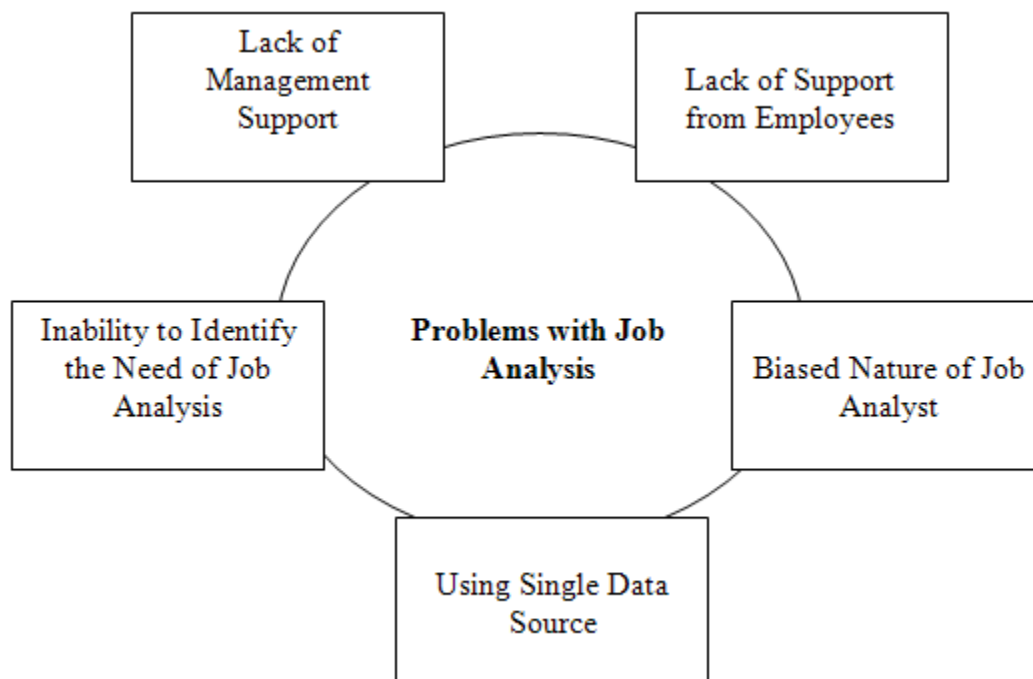 Lack of
Management
Support
Lack of Support
from Employees
Inability to Identify
the Need of Job
Analysis
Problems with Job
Analysis
Biased Nature of Job
Analyst
Using Single Data
Source